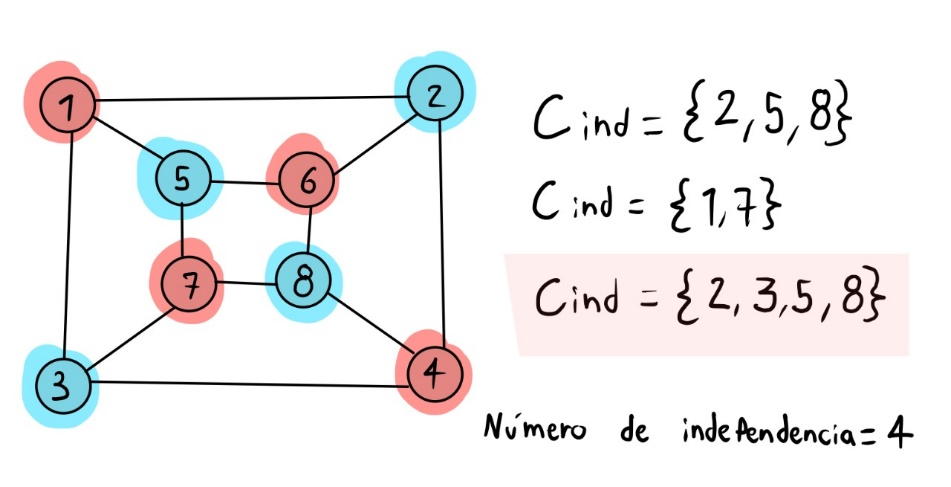 1
2
5
6
7
8
3
4
Cind = {2,5,8}
Cind = {1,7}
Cind = {2,3,5,8}
Número de independencia=4